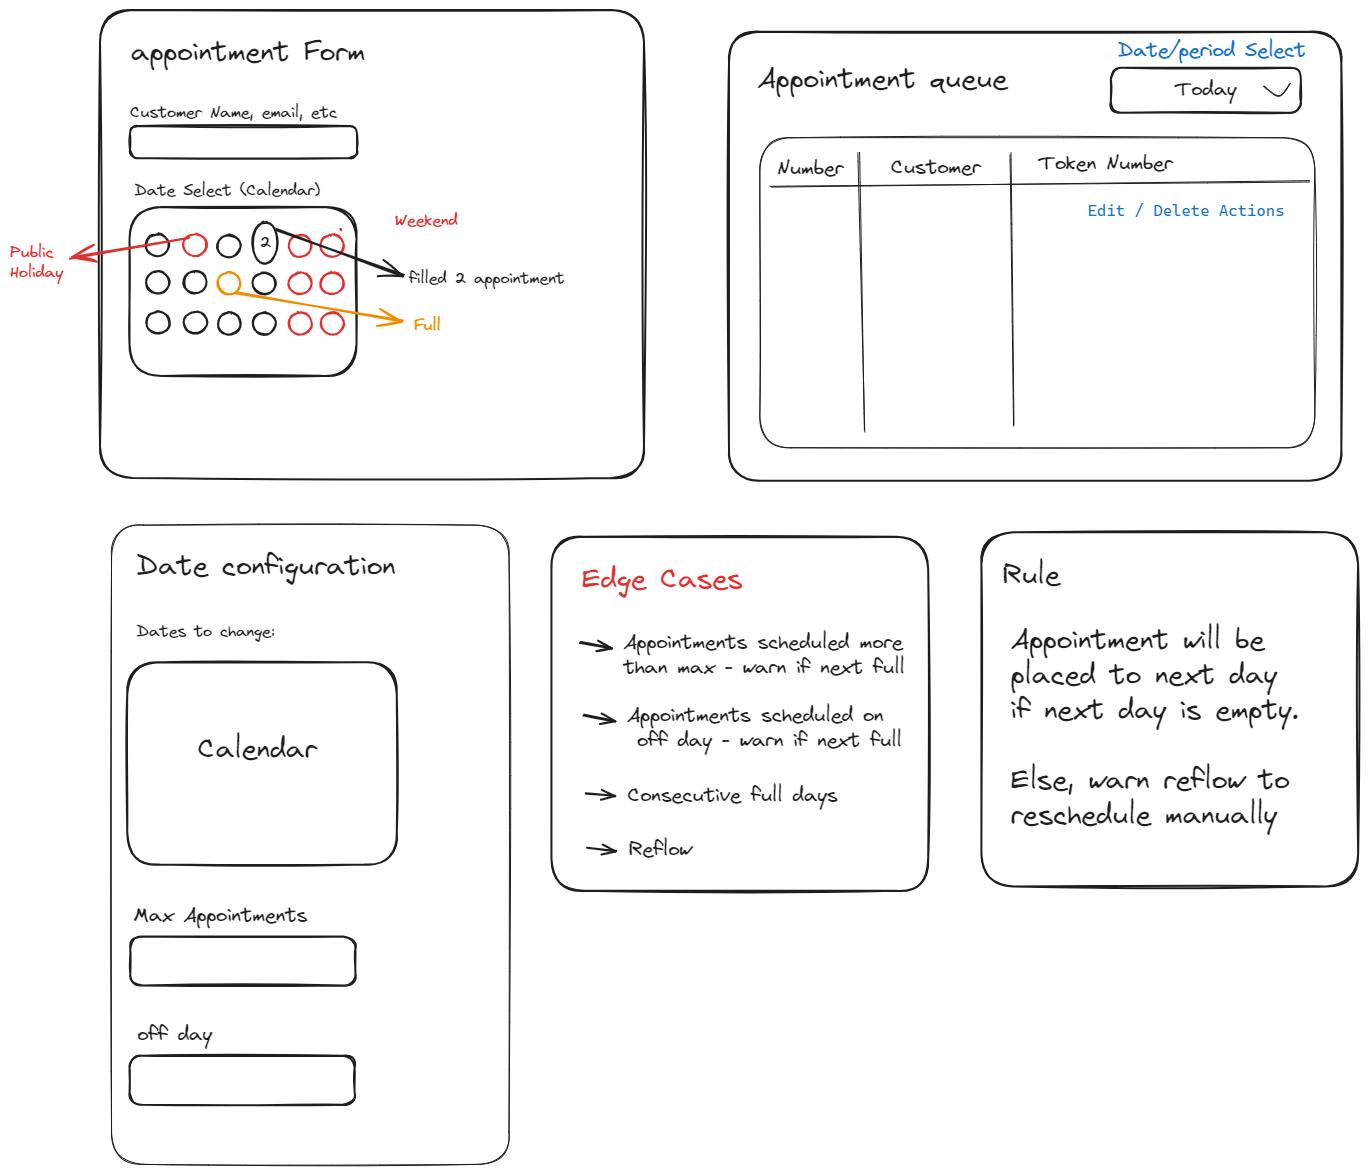 appointment Form
Customer Name, email, etc
Date Select (Calendar)
Weekend
Public
Holiday
2
filled 2 appointment
Full
Date/period Select
Appointment queue
Today
Number
Customer
Token Number
Edit / Delete Actions
Date configuration
Dates to change:
Calendar
Max Appointments
off day
Edge Cases
Appointments scheduled more
than max - warn if next full
Appointments scheduled on
off day - warn if next full
Consecutive full days
Reflow
Rule
Appointment will be
placed to next day
if next day is empty.
Else, warn reflow to
reschedule manually